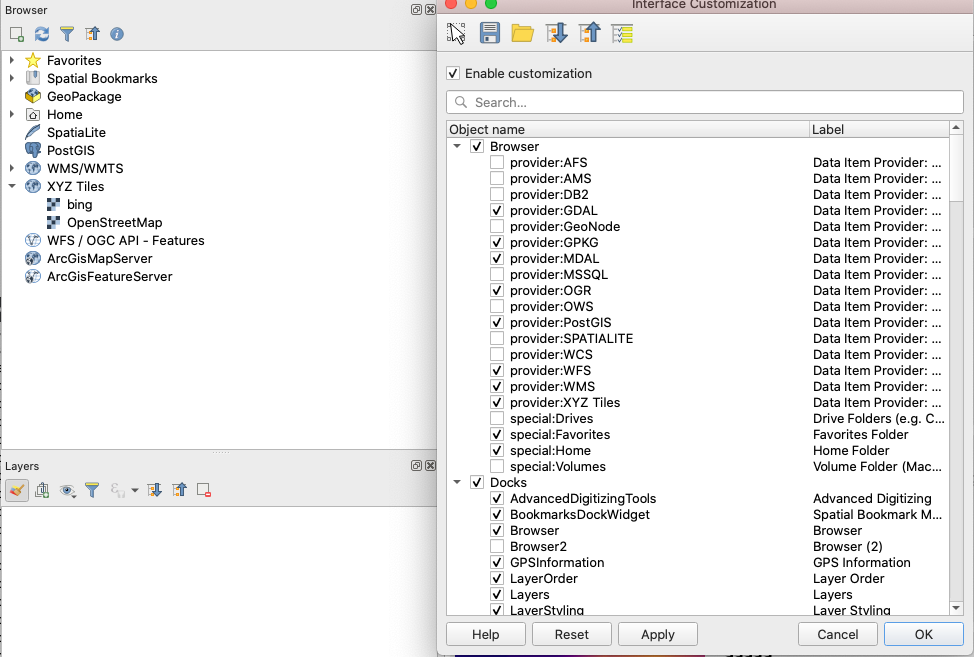 Browser
Favorites
Spatial Bookmarks
GeoPackage
Home
SpatiaLite
PostGIS
WMS/WMTS
XYZ Tiles
bing
OpenStreetMap
WFS / OGC API - Features
ArcGisMapServer
ArcGisFeatureServer
Layers
Interface Customization
Enable customization
Search...
Object name Label
Browser
provider:AFS Data Item Provider: ...
provider:AMS Data Item Provider: ...
provider:DB2 Data Item Provider: ...
provider:GDAL Data Item Provider: ...
provider:GeoNode Data Item Provider: ...
provider:GPKG Data Item Provider: ...
provider:MDAL Data Item Provider: ...
provider:MSSQL Data Item Provider: ...
provider:OGR Data Item Provider: ...
provider:OWS Data Item Provider: ...
provider:PostGIS Data Item Provider: ...
provider:SPATIALITE Data Item Provider: ...
provider:WCS Data Item Provider: ...
provider:WFS Data Item Provider: ...
provider:WMS Data Item Provider: ...
provider:XYZ Tiles Data Item Provider: ...
special:Drives Drive Folders (e.g. C...
special:Favorites Favorites Folder
special:Home Home Folder
special:Volumes Volume Folder (Mac...
Docks
AdvancedDigitizingTools Advanced Digitizing
BookmarksDockWidget Spatial Bookmark M...
Browser Browser
Browser2 Browser (2)
GPSInformation GPS Information
LayerOrder Layer Order
Layers Layers
LayerStyling Layer Styling
Help Reset Apply Cancel OK